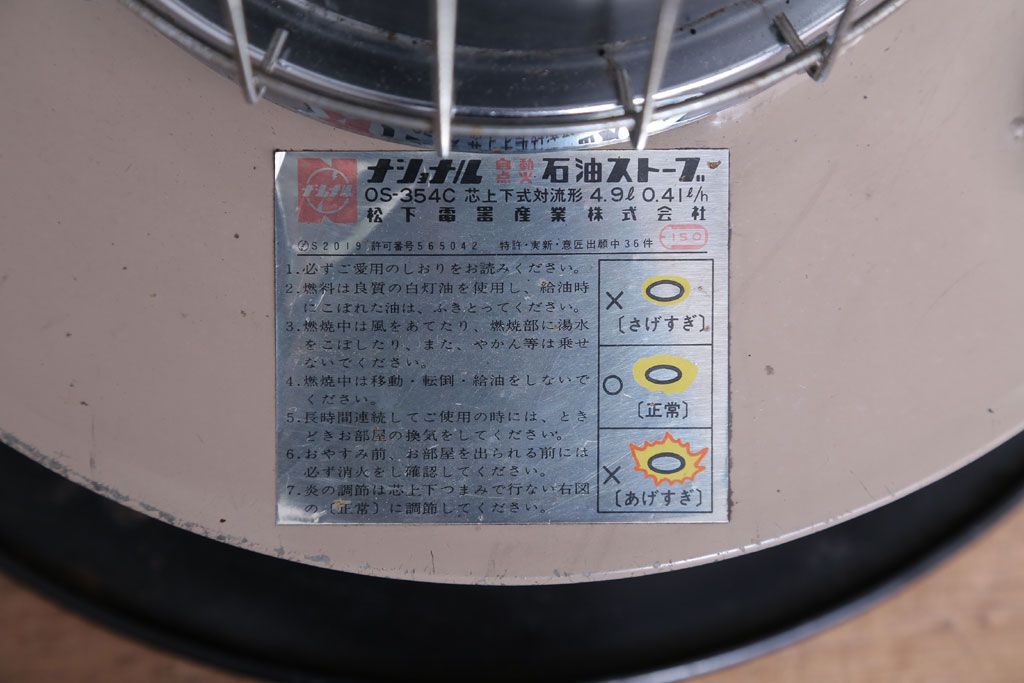 ナショナル 自動点火 石油ストーブ
ナショナル
OS-354C 芯上下式対流形 4.9ℓ 0.41ℓ/h
松下電器産業株式会社
S2019 許可番号565042 特許・実新・意匠出願中36件
1.必ずご愛用のしおりをお読みください。
2.燃料は良質の白灯油を使用し、給油時
にこぼれた油は、ふきとってください。
3.燃焼中は風をあてたり、燃焼部に湯水
をこぼしたり、また、やかん等は乗せ
ないでください。
4.燃焼中は移動・転倒・給油をしないで
ください。
5.長時間連続してご使用の時には、とき
どきお部屋の換気をしてください。
6.おやすみ前、お部屋を出られる前には
必ず消火をし確認してください。
7.炎の調節は芯上下つまみで行ない右図
の〔正常〕に調節してください。
×
〔さげすぎ〕
○
〔正常〕
×
〔あげすぎ〕